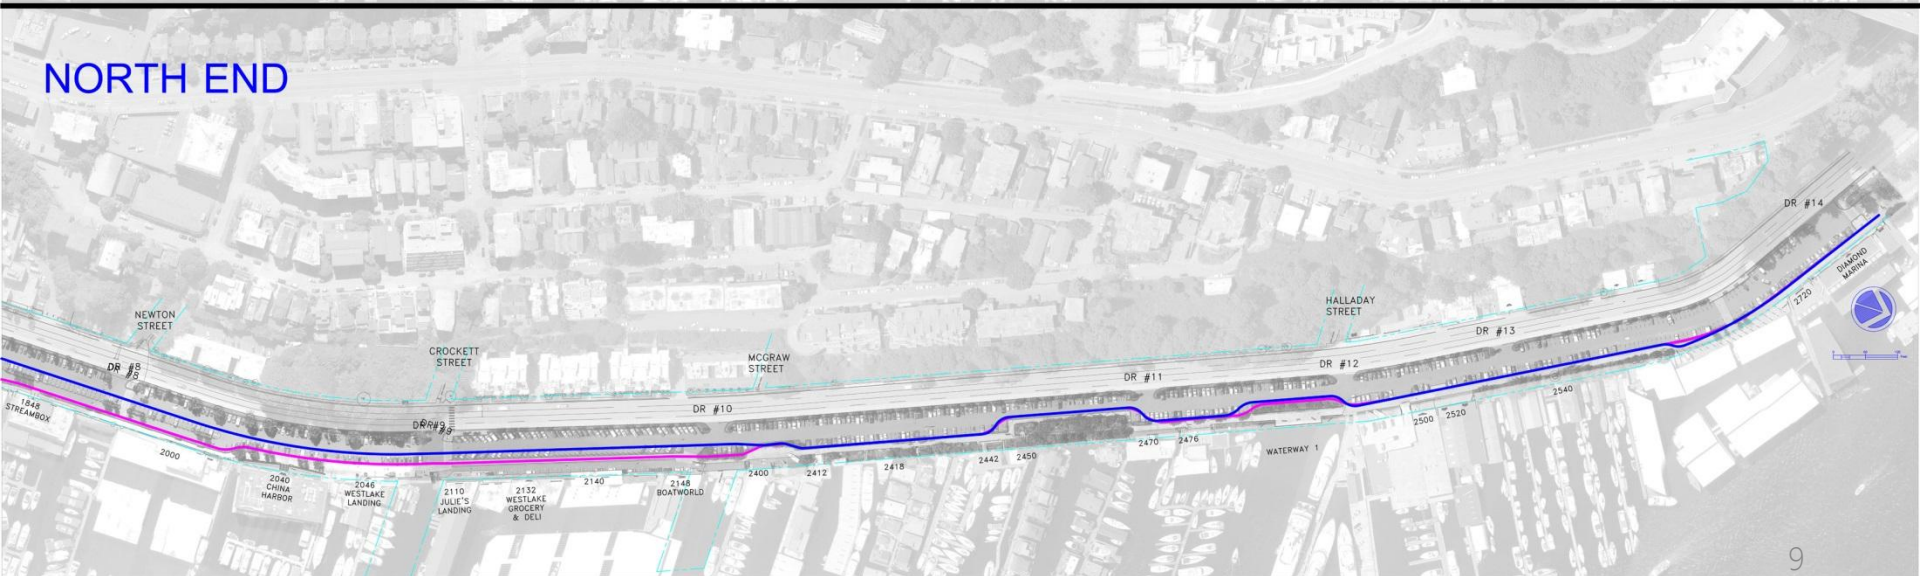 NORTH END
NEWTON
STREET
DR #8
CROCKETT
STREET
MCGRAW
STREET
HALLADAY
STREET
DR #10
DR #11
DR #12
DR #13
DR #14
1848
STREAMBOX
2000
2040
CHINA
HARBOR
2046
WESTLAKE
LANDING
2110
JULIE'S
LANDING
2132
WESTLAKE
GROCERY
& DELI
2140
2148
BOATWORLD
2400
2412
2418
2442
2450
2470
2476
WATERWAY 1
2500
2520
2540
2720
DIAMOND
MARINA
9